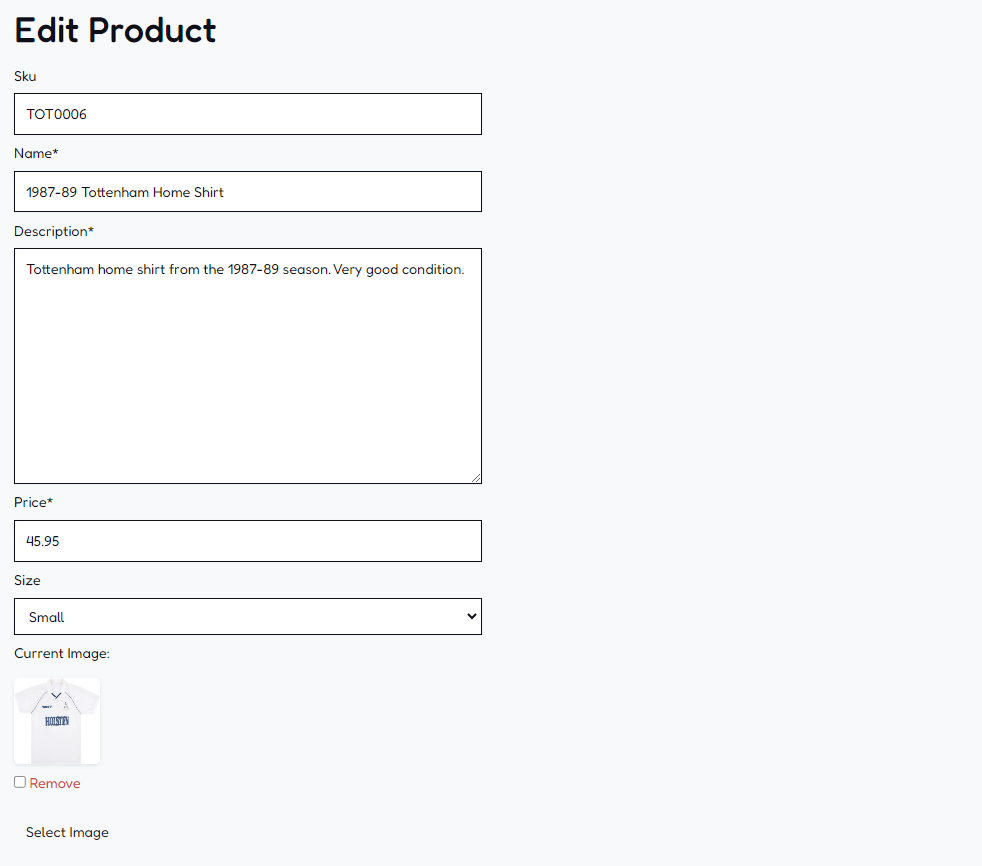 Edit Product
Sku
TOT0006
Name*
1987-89 Tottenham Home Shirt
Description*
Tottenham home shirt from the 1987-89 season. Very good condition.
Price*
45.95
Size
Small
Current Image:
HOLSTEN
Remove
Select Image